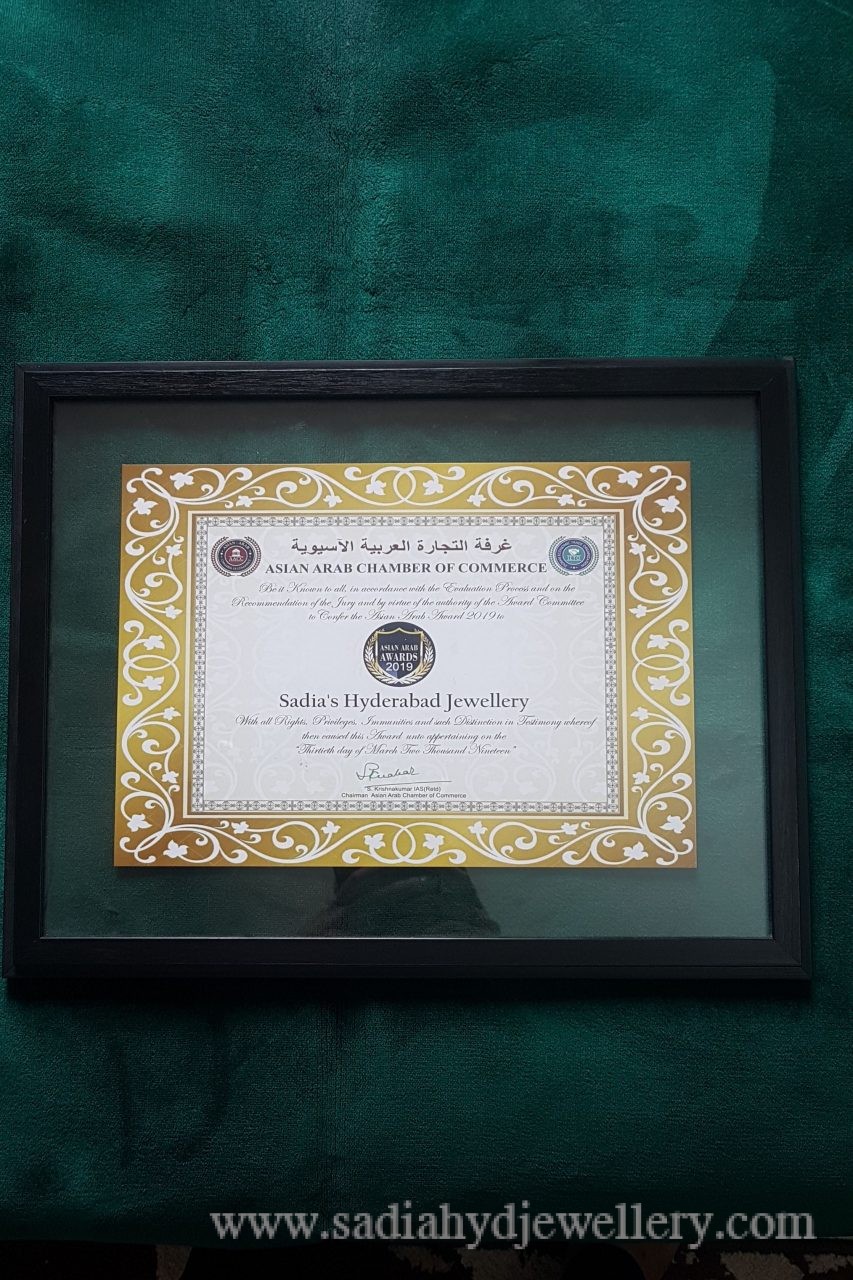 غرفة التجارة العربية الآسيوية
ASIAN ARAB CHAMBER OF COMMERCE
Be it Known to all, in accordance with the Evaluation Process and on the
Recommendation of the Jury and by virtue of the authority of the Award Committee
to Confer the Asian Arab Award 2019 to
ASIAN ARAB
AWARDS
2019
Sadia's Hyderabad Jewellery
With all Rights, Privileges, Immunities and such Distinction in Testimony whereof
then caused this Award unto appertaining on the
"Thirtieth day of March Two Thousand Nineteen"
"S. Krishnakumar IAS(Retd)
Chairman Asian Arab Chamber of Commerce
www.sadiahydjewellery.com